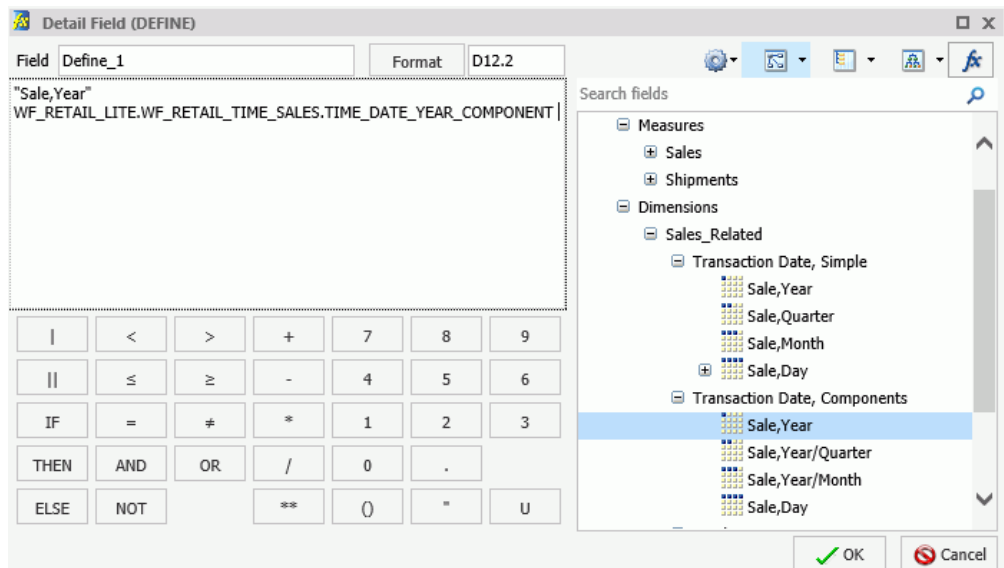 Detail Field (DEFINE)
Field Define_1 Format D12.2
"Sale,Year"
WF_RETAIL_LITE.WF_RETAIL_TIME_SALES.TIME_DATE_YEAR_COMPONENT
| < > + 7 8 9
|| ≤ ≥ - 4 5 6
IF = ≠ * 1 2 3
THEN AND OR / 0 .
ELSE NOT ** () " U
fx
Search fields
Measures
Sales
Shipments
Dimensions
Sales_Related
Transaction Date, Simple
Sale,Year
Sale,Quarter
Sale,Month
Sale,Day
Transaction Date, Components
Sale,Year
Sale,Year/Quarter
Sale,Year/Month
Sale,Day
OK Cancel